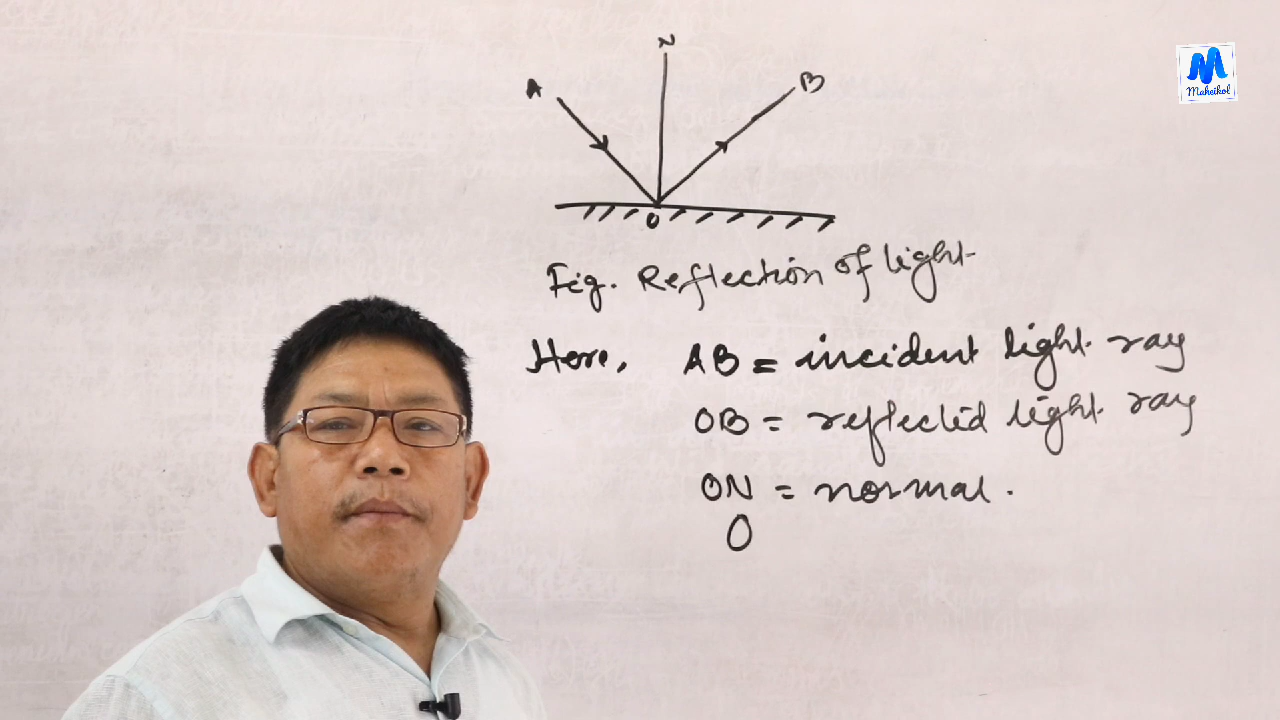 N
A
B
O
Fig. Reflection of light
Here, AB = incident light ray
OB = reflected light ray
ON = normal.
O
M
Maheikol